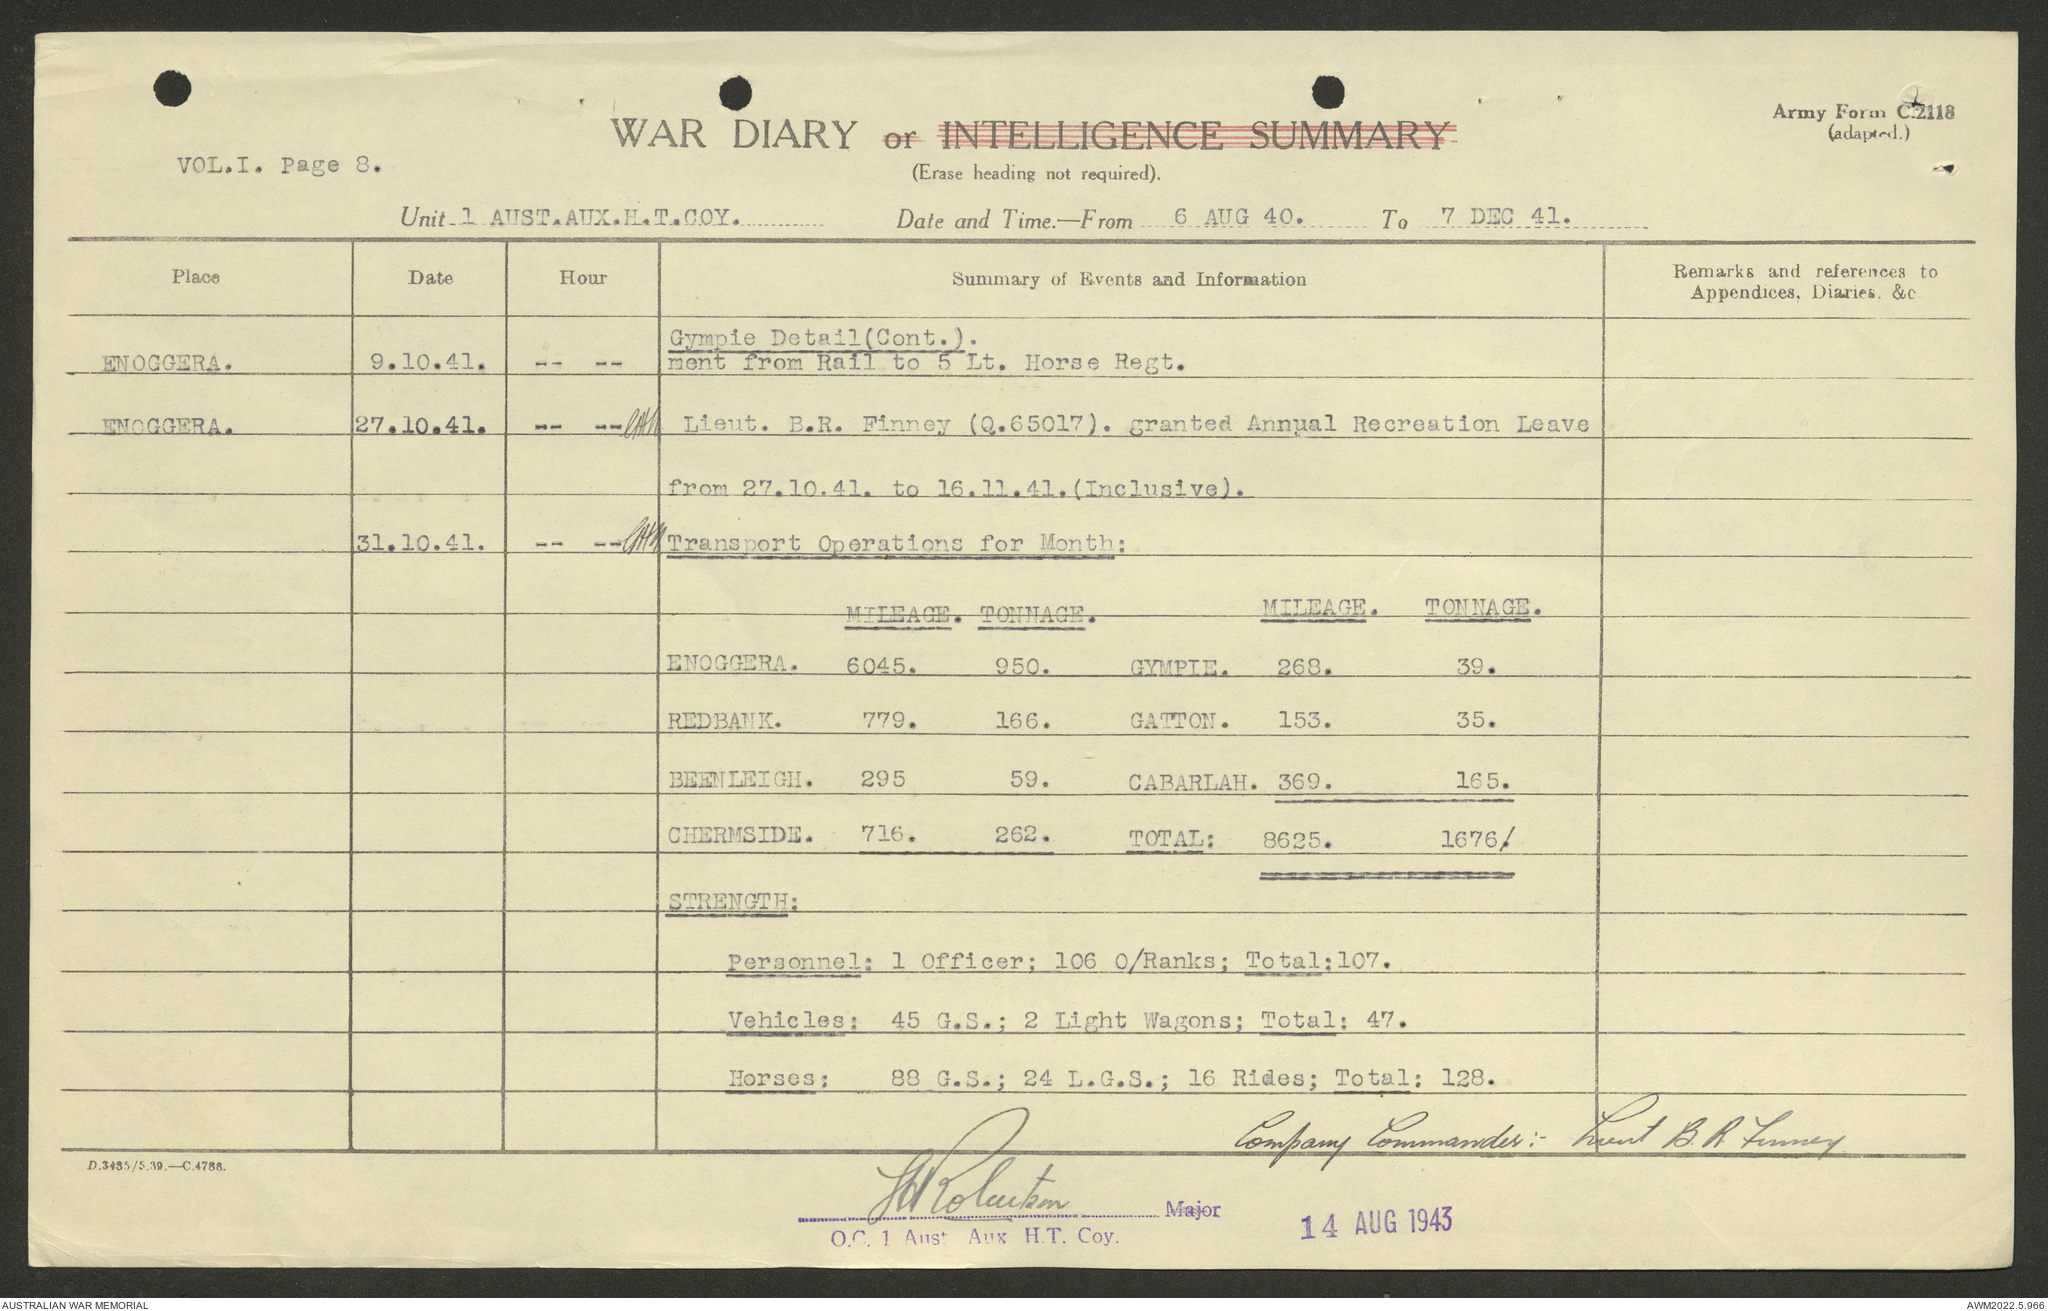 WAR DIARY or INTELLIGENCE SUMMARY
(Erase heading not required).
Army Form C.2118
(adapted.)
VOL.I. Page 8.
Unit 1 AUST.AUX.H.T.COY. Date and Time.—From 6 AUG 40. To 7 DEC 41.
Place Date Hour Summary of Events and Information Remarks and references to
Appendices, Diaries, &c
Gympie Detail(Cont.).
ENOGGERA. 9.10.41. -- -- ment from Rail to 5 Lt. Horse Regt.
ENOGGERA. 27.10.41. -- -- Lieut. B.R. Finney (Q.65017). granted Annual Recreation Leave
from 27.10.41. to 16.11.41.(Inclusive).
31.10.41. -- -- Transport Operations for Month:
MILEAGE. TONNAGE. MILEAGE. TONNAGE.
ENOGGERA. 6045. 950. GYMPIE. 268. 39.
REDBANK. 779. 166. GATTON. 153. 35.
BEENLEIGH. 295 59. CABARLAH. 369. 165.
CHERMSIDE. 716. 262. TOTAL: 8625. 1676/
STRENGTH:
Personnel: 1 Officer; 106 O/Ranks; Total:107.
Vehicles: 45 G.S.; 2 Light Wagons; Total: 47.
Horses: 88 G.S.; 24 L.G.S.; 16 Rides; Total: 128.
Company Commander:- Lieut B. R. Finney
D.3485/5.39.—C.4788.
Robertson Major
O.C. 1 Aust Aux H.T. Coy.
14 AUG 1943
AUSTRALIAN WAR MEMORIAL AWM2022.5.966